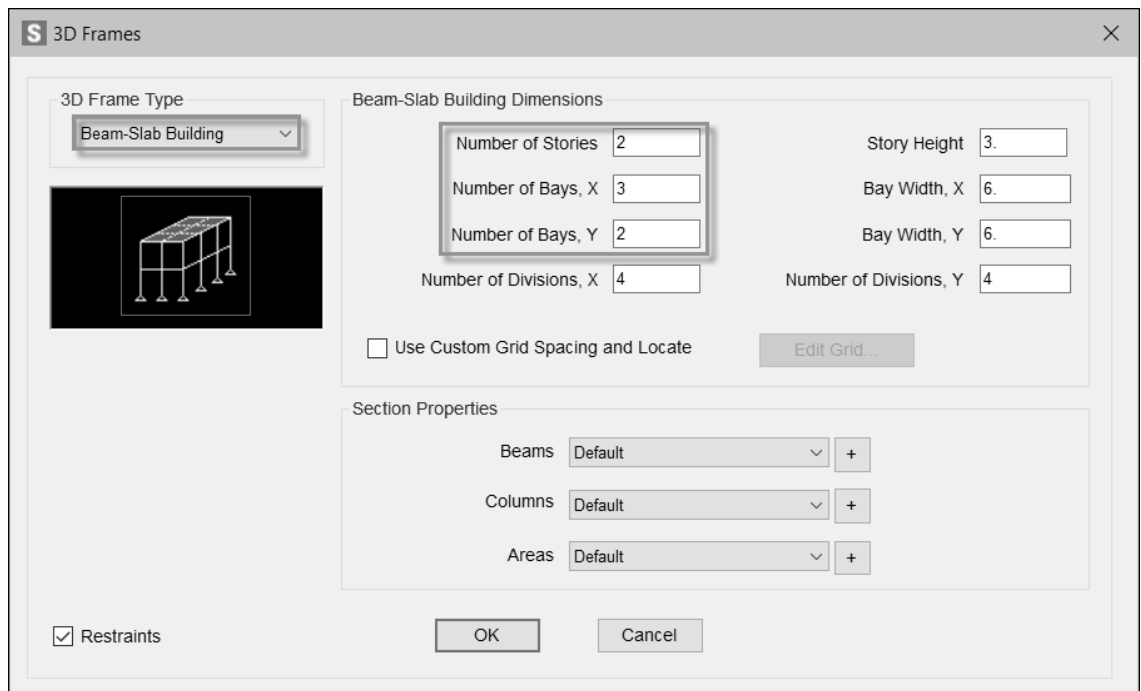 S 3D Frames
3D Frame Type
Beam-Slab Building
Beam-Slab Building Dimensions
Number of Stories 2
Story Height 3.
Number of Bays, X 3
Bay Width, X 6.
Number of Bays, Y 2
Bay Width, Y 6.
Number of Divisions, X 4
Number of Divisions, Y 4
Use Custom Grid Spacing and Locate
Edit Grid...
Section Properties
Beams Default +
Columns Default +
Areas Default +
Restraints
OK
Cancel